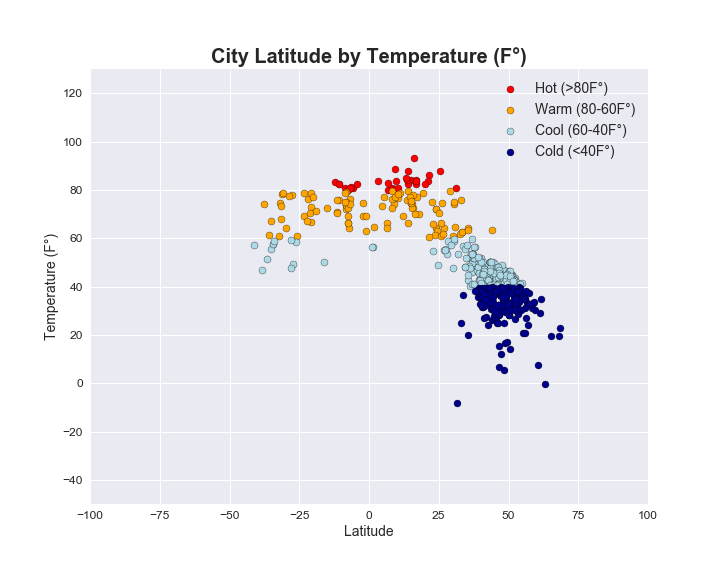 City Latitude by Temperature (F°)
Hot (>80F°)
Warm (80-60F°)
Cool (60-40F°)
Cold (<40F°)
Temperature (F°)
120
100
80
60
40
20
0
−20
−40
−100
−75
−50
−25
0
25
50
75
100
Latitude